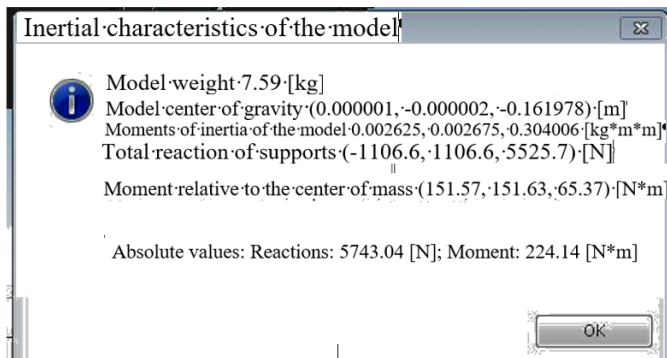 Inertial characteristics of the model
Model weight 7.59 [kg]
Model center of gravity (0.000001, -0.000002, -0.161978) [m]
Moments of inertia of the model 0.002625, 0.002675, 0.304006 [kg*m*m]
Total reaction of supports (-1106.6, 1106.6, 5525.7) [N]
Moment relative to the center of mass (151.57, 151.63, 65.37) [N*m]
Absolute values: Reactions: 5743.04 [N]; Moment: 224.14 [N*m]
OK